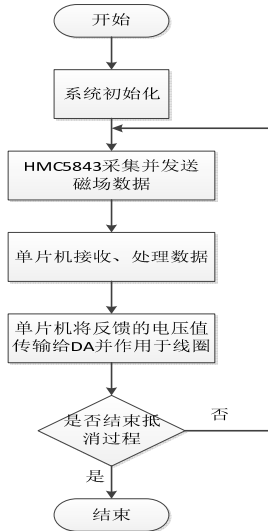 开始
系统初始化
HMC5843采集并发送
磁场数据
单片机接收、处理数据
单片机将反馈的电压值
传输给DA并作用于线圈
是否结束抵
消过程
否
是
结束